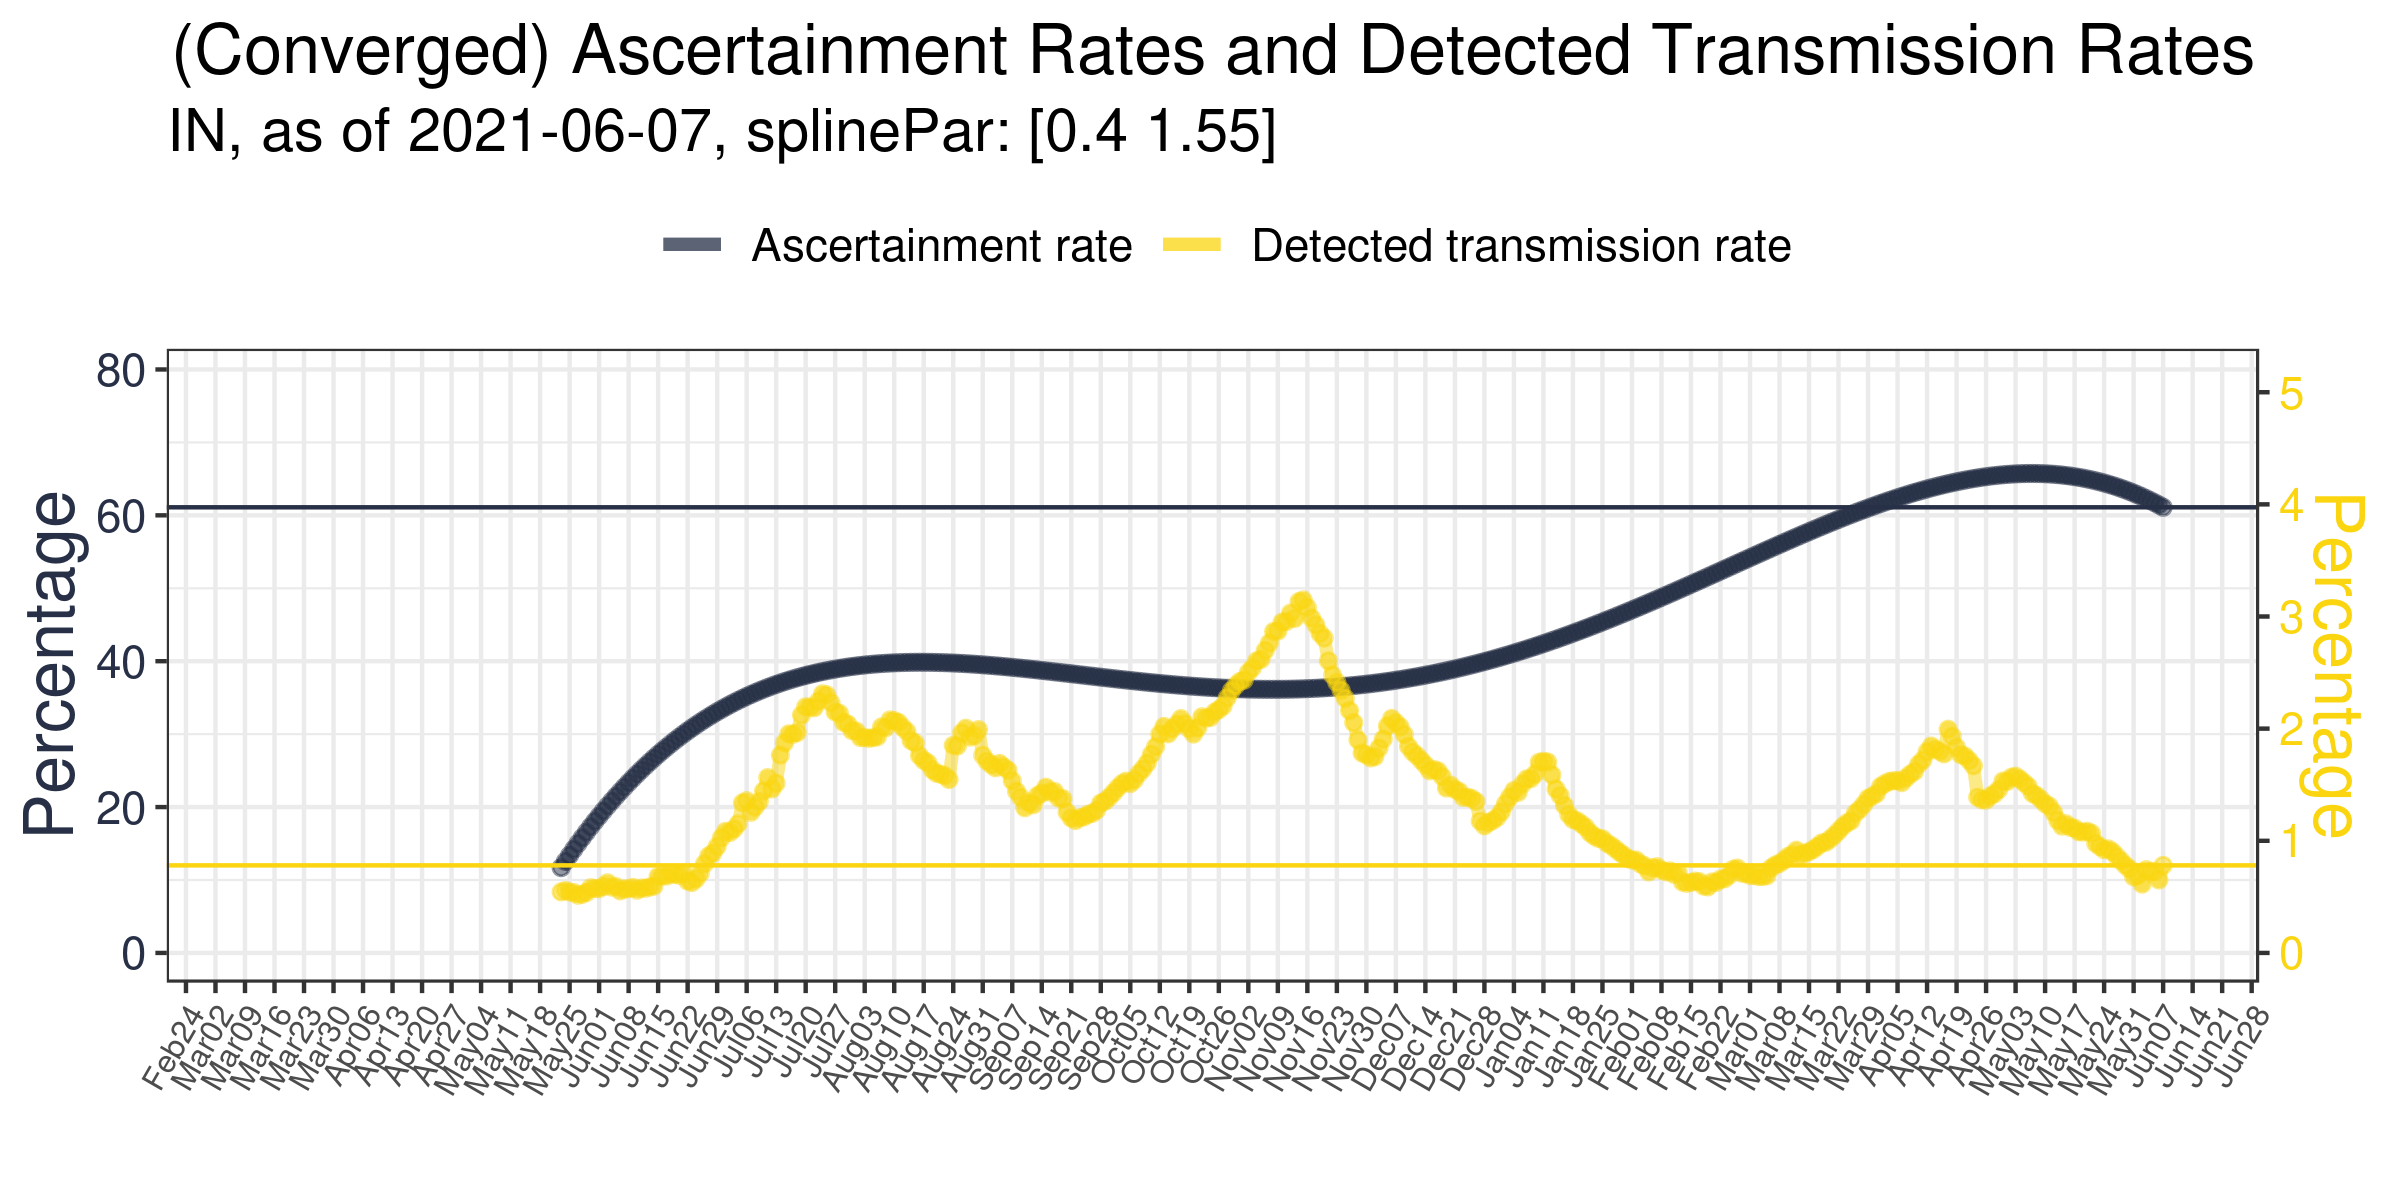 (Converged) Ascertainment Rates and Detected Transmission Rates
IN, as of 2021-06-07, splinePar: [0.4 1.55]
Ascertainment rate Detected transmission rate
Percentage
80
60
40
20
0
5
4
3
2
1
0
Percentage
Feb24 Mar02 Mar09 Mar16 Mar23 Mar30 Apr06 Apr13 Apr20 Apr27 May04 May11 May18 May25 Jun01 Jun08 Jun15 Jun22 Jun29 Jul06 Jul13 Jul20 Jul27 Aug03 Aug10 Aug17 Aug24 Aug31 Sep07 Sep14 Sep21 Sep28 Oct05 Oct12 Oct19 Oct26 Nov02 Nov09 Nov16 Nov23 Nov30 Dec07 Dec14 Dec21 Dec28 Jan04 Jan11 Jan18 Jan25 Feb01 Feb08 Feb15 Feb22 Mar01 Mar08 Mar15 Mar22 Mar29 Apr05 Apr12 Apr19 Apr26 May03 May10 May17 May24 May31 Jun07 Jun14 Jun21 Jun28